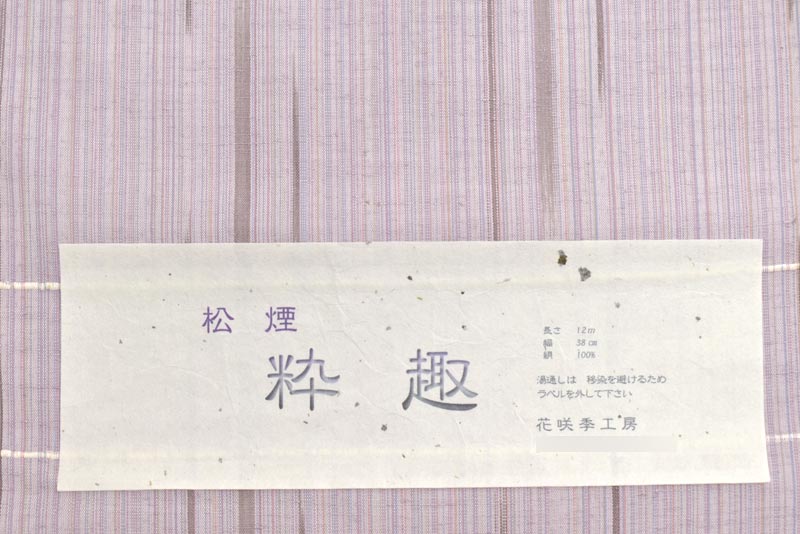 松煙
粋趣
長さ 12m
幅 38cm
絹 100%
湯通しは 移染を避けるため
ラベルを外して下さい
花咲季工房